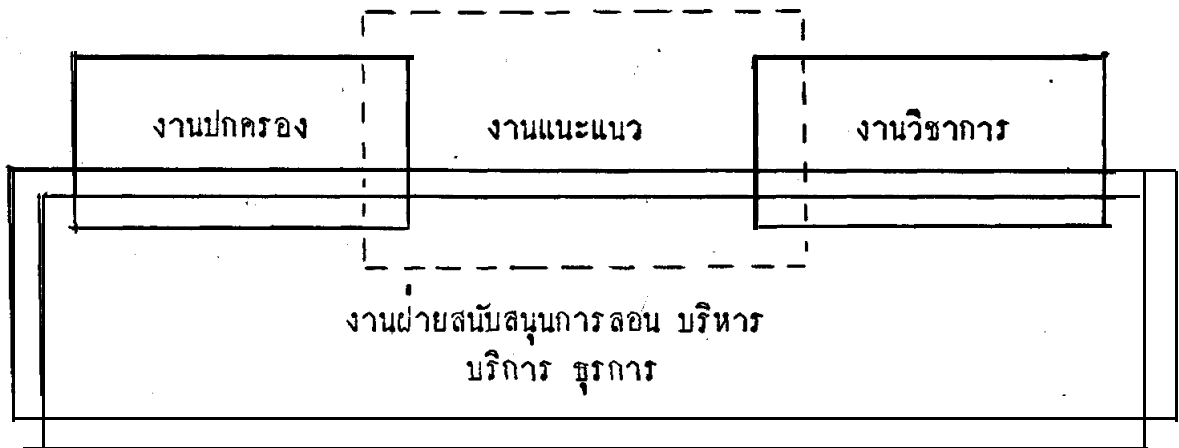 งานปกครอง
งานแนะแนว
งานวิชาการ
งานฝ่ายสนับสนุนการสอน บริหาร
บริการ ธุรการ